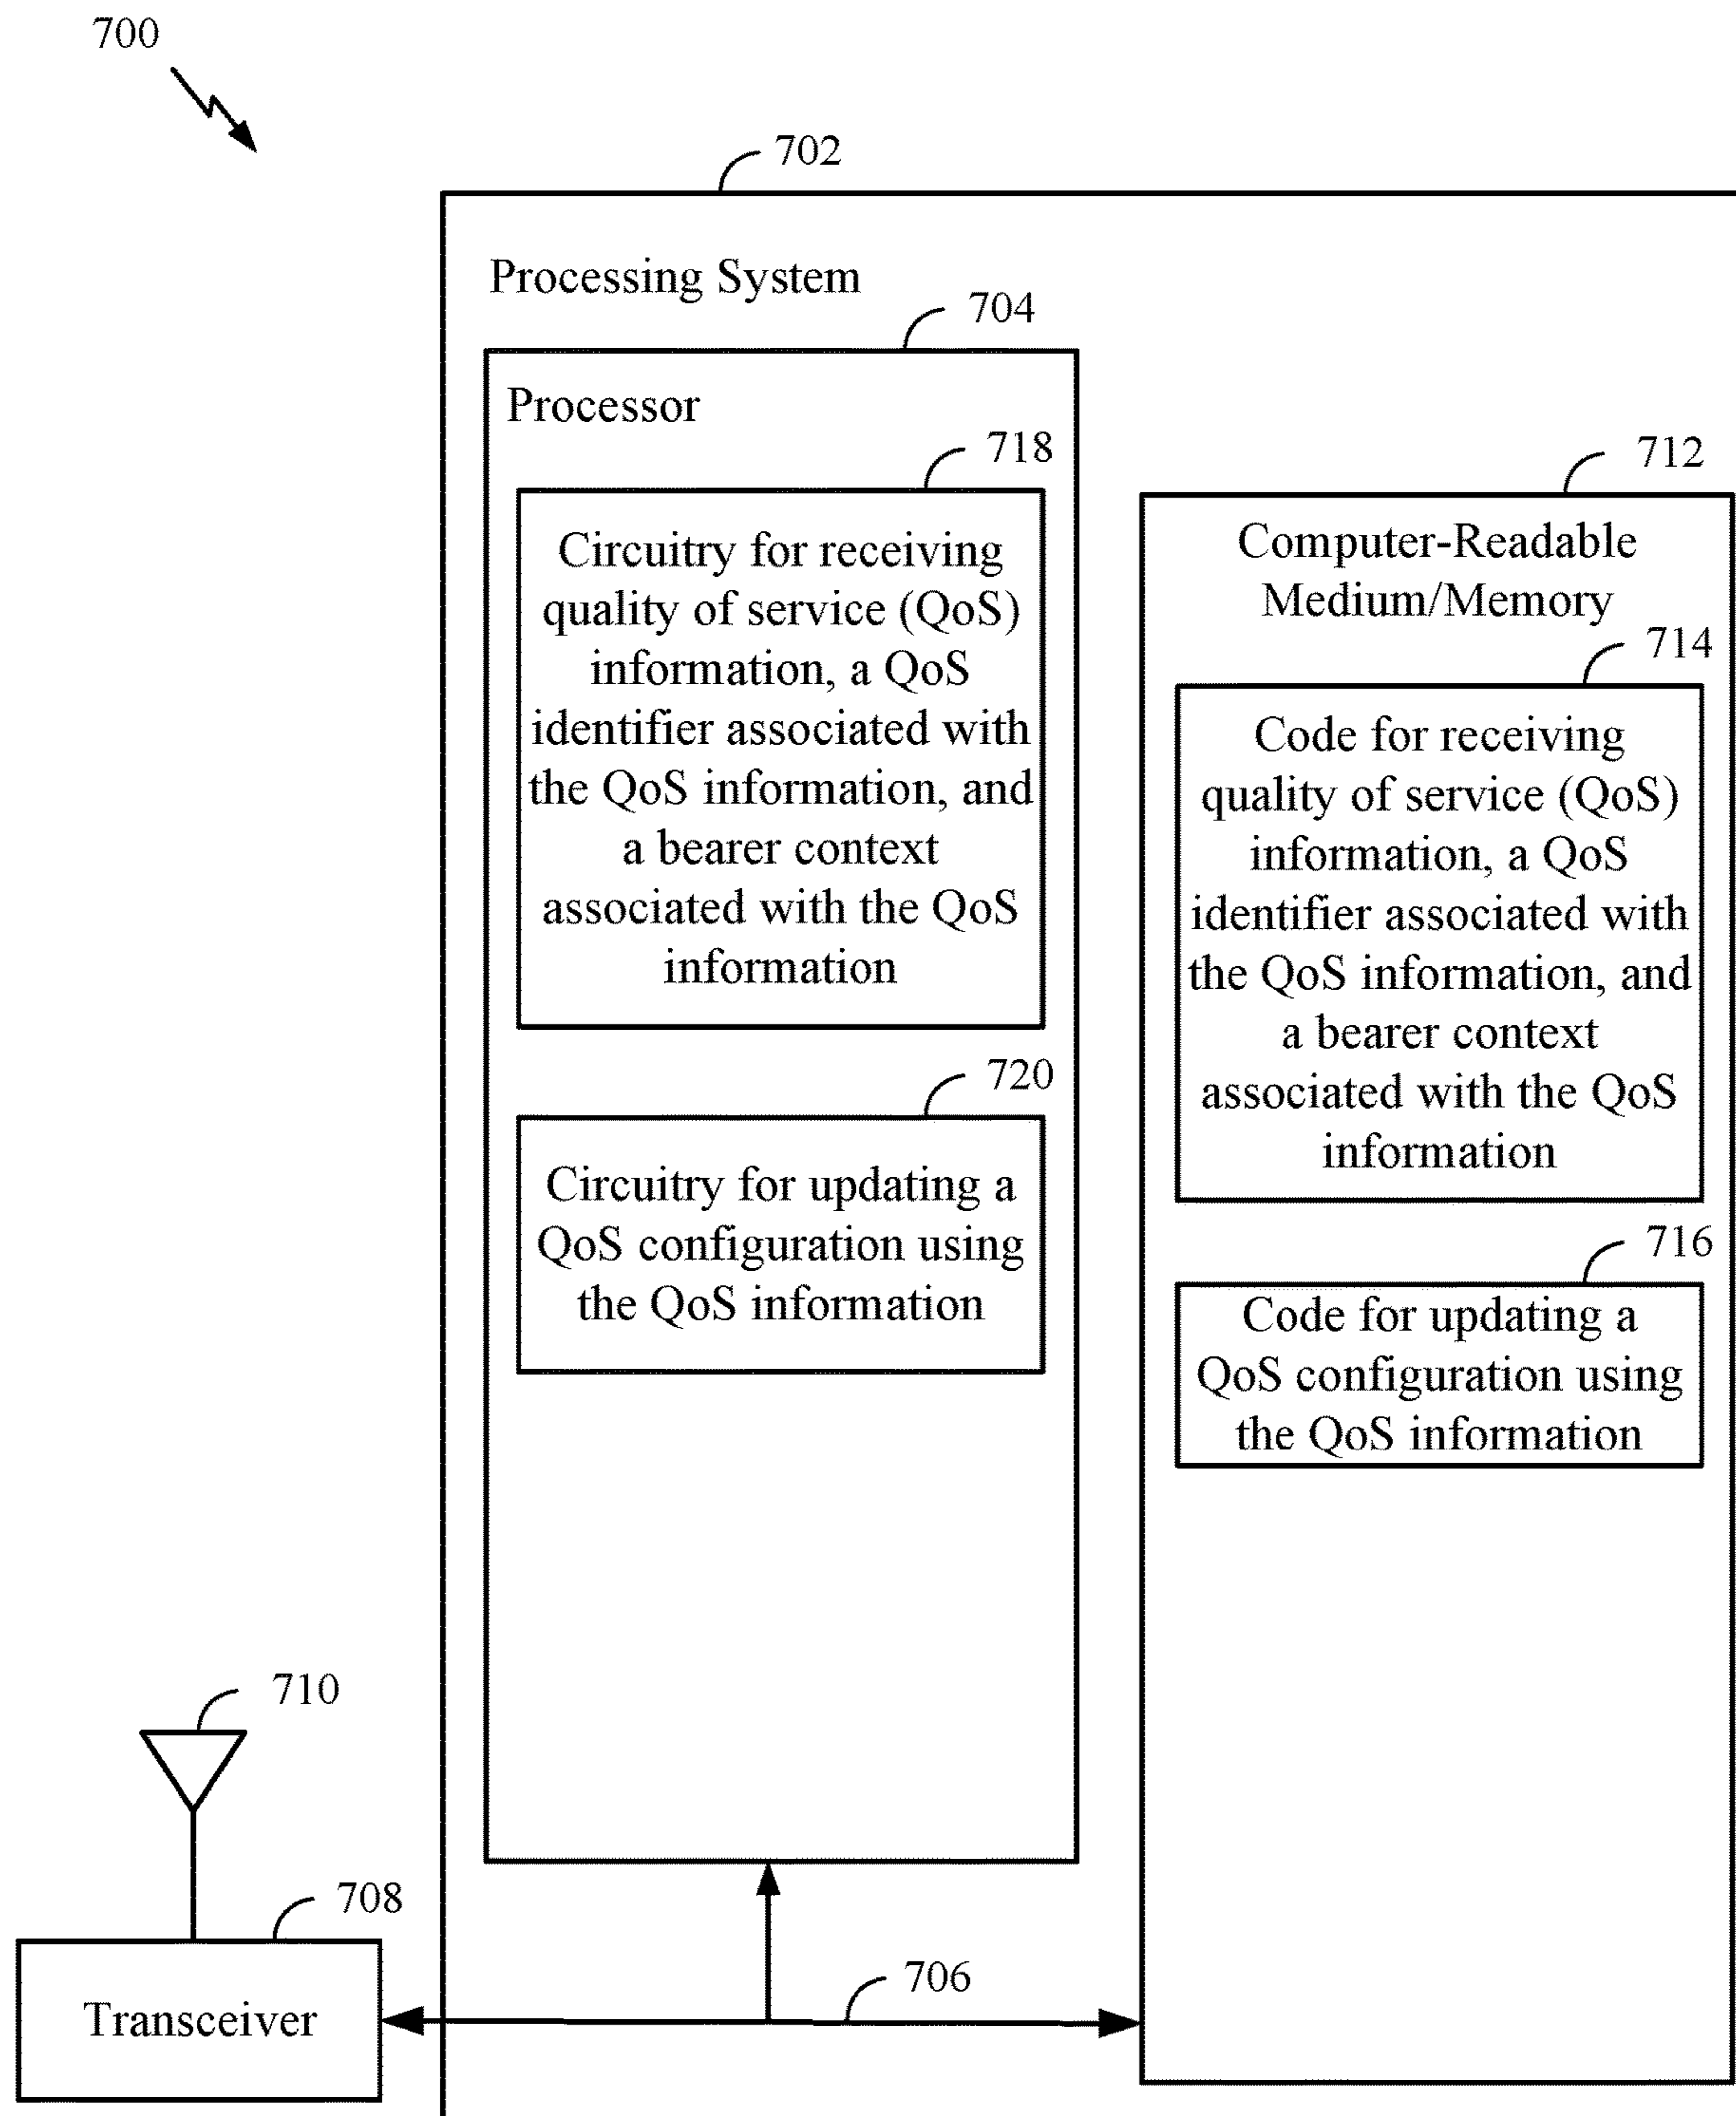 700
702
Processing System
704
Processor
718
Circuitry for receiving
quality of service (QoS)
information, a QoS
identifier associated with
the QoS information, and
a bearer context
associated with the QoS
information
720
Circuitry for updating a
QoS configuration using
the QoS information
712
Computer-Readable
Medium/Memory
714
Code for receiving
quality of service (QoS)
information, a QoS
identifier associated with
the QoS information, and
a bearer context
associated with the QoS
information
716
Code for updating a
QoS configuration using
the QoS information
710
708
Transceiver
706